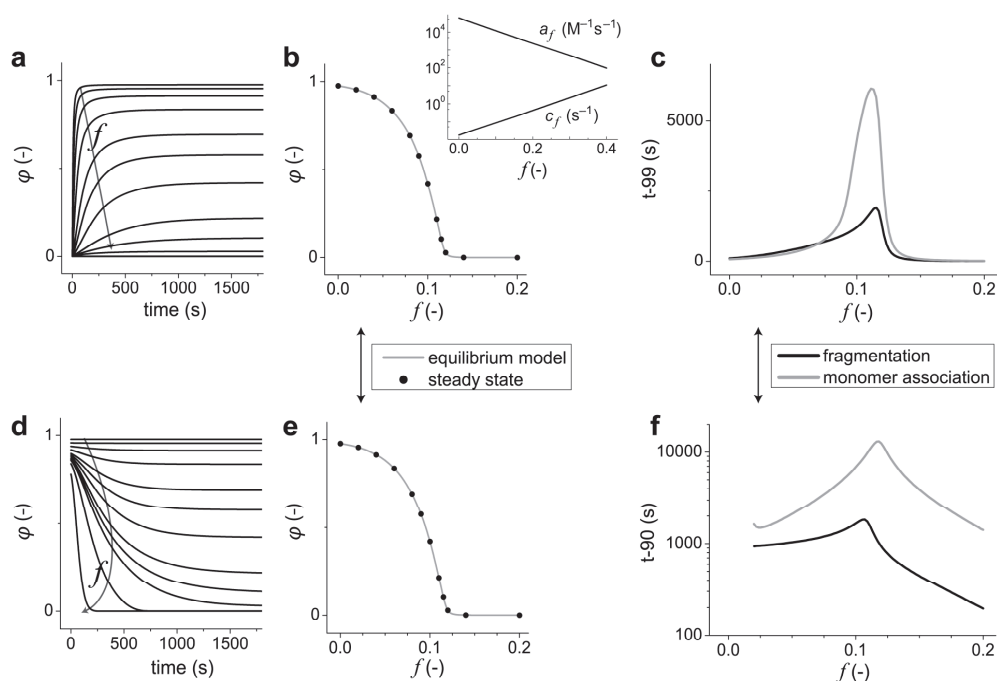 a
φ (-)
1
0
f
0 500 1000 1500
time (s)
b
φ (-)
1
0
0.0 0.1 0.2
f (-)
10⁴
10²
10⁰
a_f (M⁻¹s⁻¹)
c_f (s⁻¹)
0.0 0.2 0.4
f (-)
c
t-99 (s)
6000
0
0.0 0.1 0.2
f (-)
equilibrium model
steady state
fragmentation
monomer association
d
φ (-)
1
0
f
0 500 1000 1500
time (s)
e
φ (-)
1
0
0.0 0.1 0.2
f (-)
f
t-90 (s)
10000
1000
100
0.0 0.1 0.2
f (-)